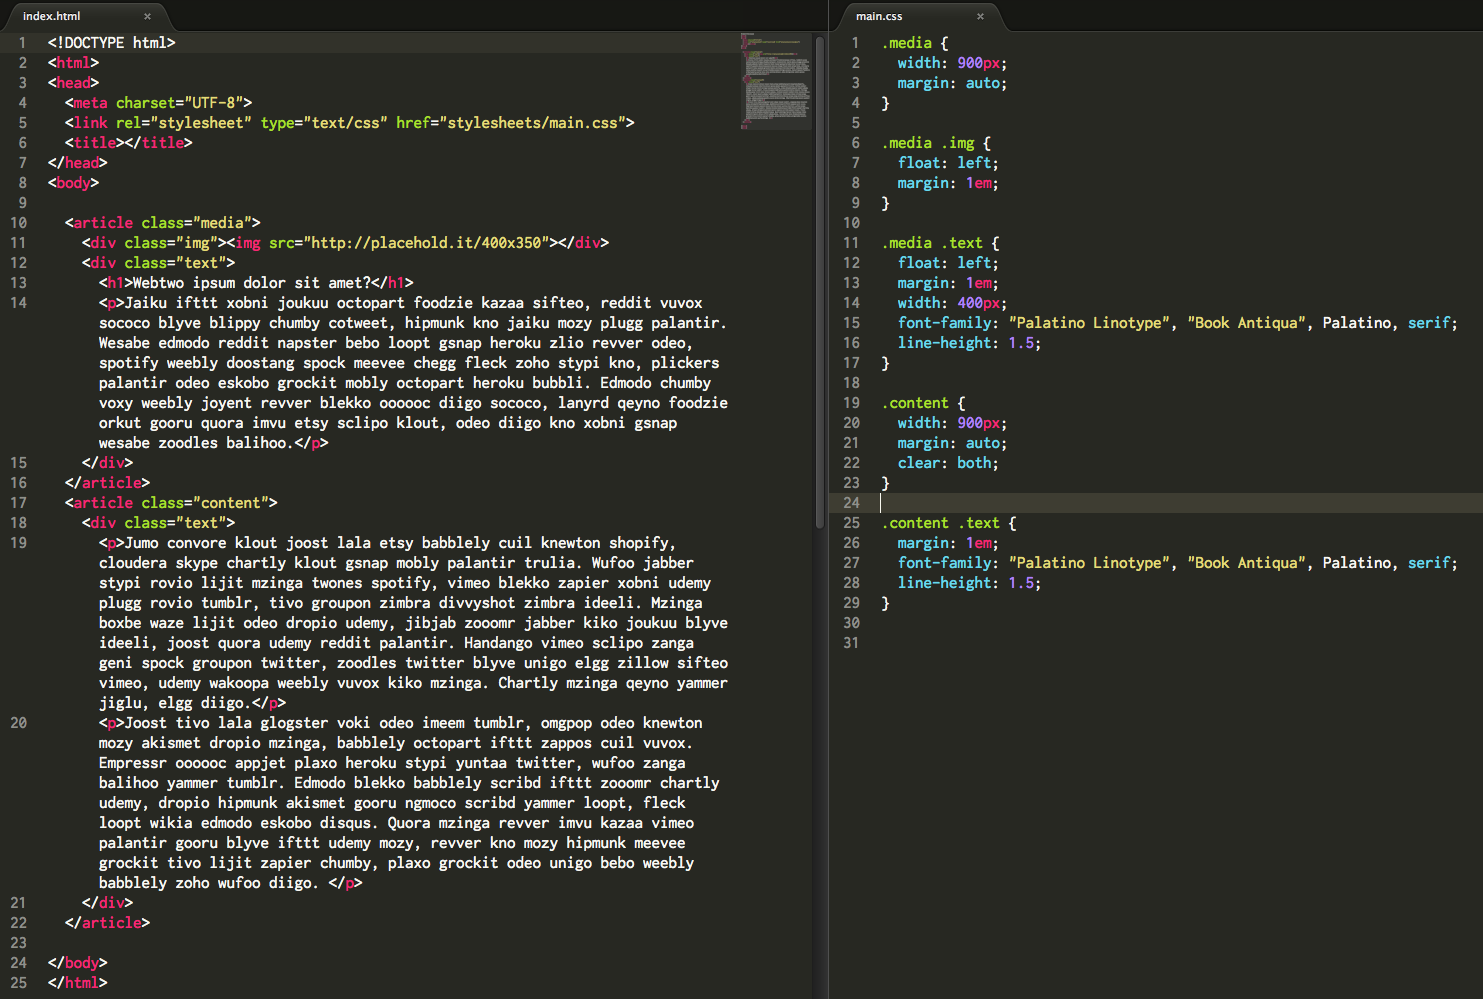 index.html ×
1 <!DOCTYPE html>
2 <html>
3 <head>
4   <meta charset="UTF-8">
5   <link rel="stylesheet" type="text/css" href="stylesheets/main.css">
6   <title></title>
7 </head>
8 <body>
9
10   <article class="media">
11     <div class="img"><img src="http://placehold.it/400x350"></div>
12     <div class="text">
13       <h1>Webtwo ipsum dolor sit amet?</h1>
14       <p>Jaiku ifttt xobni joukuu octopart foodzie kazaa sifteo, reddit vuvox
sococo blyve blippy chumby cotweet, hipmunk kno jaiku mozy plugg palantir.
Wesabe edmodo reddit napster bebo loopt gsnap heroku zlio revver odeo,
spotify weebly doostang spock meevee chegg fleck zoho stypi kno, plickers
palantir odeo eskobo grockit mobly octopart heroku bubbli. Edmodo chumby
voxy weebly joyent revver blekko oooooc diigo sococo, lanyrd qeyno foodzie
orkut gooru quora imvu etsy sclipo klout, odeo diigo kno xobni gsnap
wesabe zoodles balihoo.</p>
15     </div>
16   </article>
17   <article class="content">
18     <div class="text">
19       <p>Jumo convore klout joost lala etsy babblely cuil knewton shopify,
cloudera skype chartly klout gsnap mobly palantir trulia. Wufoo jabber
stypi rovio lijit mzinga twones spotify, vimeo blekko zapier xobni udemy
plugg rovio tumblr, tivo groupon zimbra divvyshot zimbra ideeli. Mzinga
boxbe waze lijit odeo dropio udemy, jibjab zooomr jabber kiko joukuu blyve
ideeli, joost quora udemy reddit palantir. Handango vimeo sclipo zanga
geni spock groupon twitter, zoodles twitter blyve unigo elgg zillow sifteo
vimeo, udemy wakoopa weebly vuvox kiko mzinga. Chartly mzinga qeyno yammer
jiglu, elgg diigo.</p>
20       <p>Joost tivo lala glogster voki odeo imeem tumblr, omgpop odeo knewton
mozy akismet dropio mzinga, babblely octopart ifttt zappos cuil vuvox.
Empressr oooooc appjet plaxo heroku stypi yuntaa twitter, wufoo zanga
balihoo yammer tumblr. Edmodo blekko babblely scribd ifttt zooomr chartly
udemy, dropio hipmunk akismet gooru ngmoco scribd yammer loopt, fleck
loopt wikia edmodo eskobo disqus. Quora mzinga revver imvu kazaa vimeo
palantir gooru blyve ifttt udemy mozy, revver kno mozy hipmunk meevee
grockit tivo lijit zapier chumby, plaxo grockit odeo unigo bebo weebly
babblely zoho wufoo diigo. </p>
21     </div>
22   </article>
23
24 </body>
25 </html>
main.css ×
1 .media {
2   width: 900px;
3   margin: auto;
4 }
5
6 .media .img {
7   float: left;
8   margin: 1em;
9 }
10
11 .media .text {
12   float: left;
13   margin: 1em;
14   width: 400px;
15   font-family: "Palatino Linotype", "Book Antiqua", Palatino, serif;
16   line-height: 1.5;
17 }
18
19 .content {
20   width: 900px;
21   margin: auto;
22   clear: both;
23 }
24
25 .content .text {
26   margin: 1em;
27   font-family: "Palatino Linotype", "Book Antiqua", Palatino, serif;
28   line-height: 1.5;
29 }
30
31